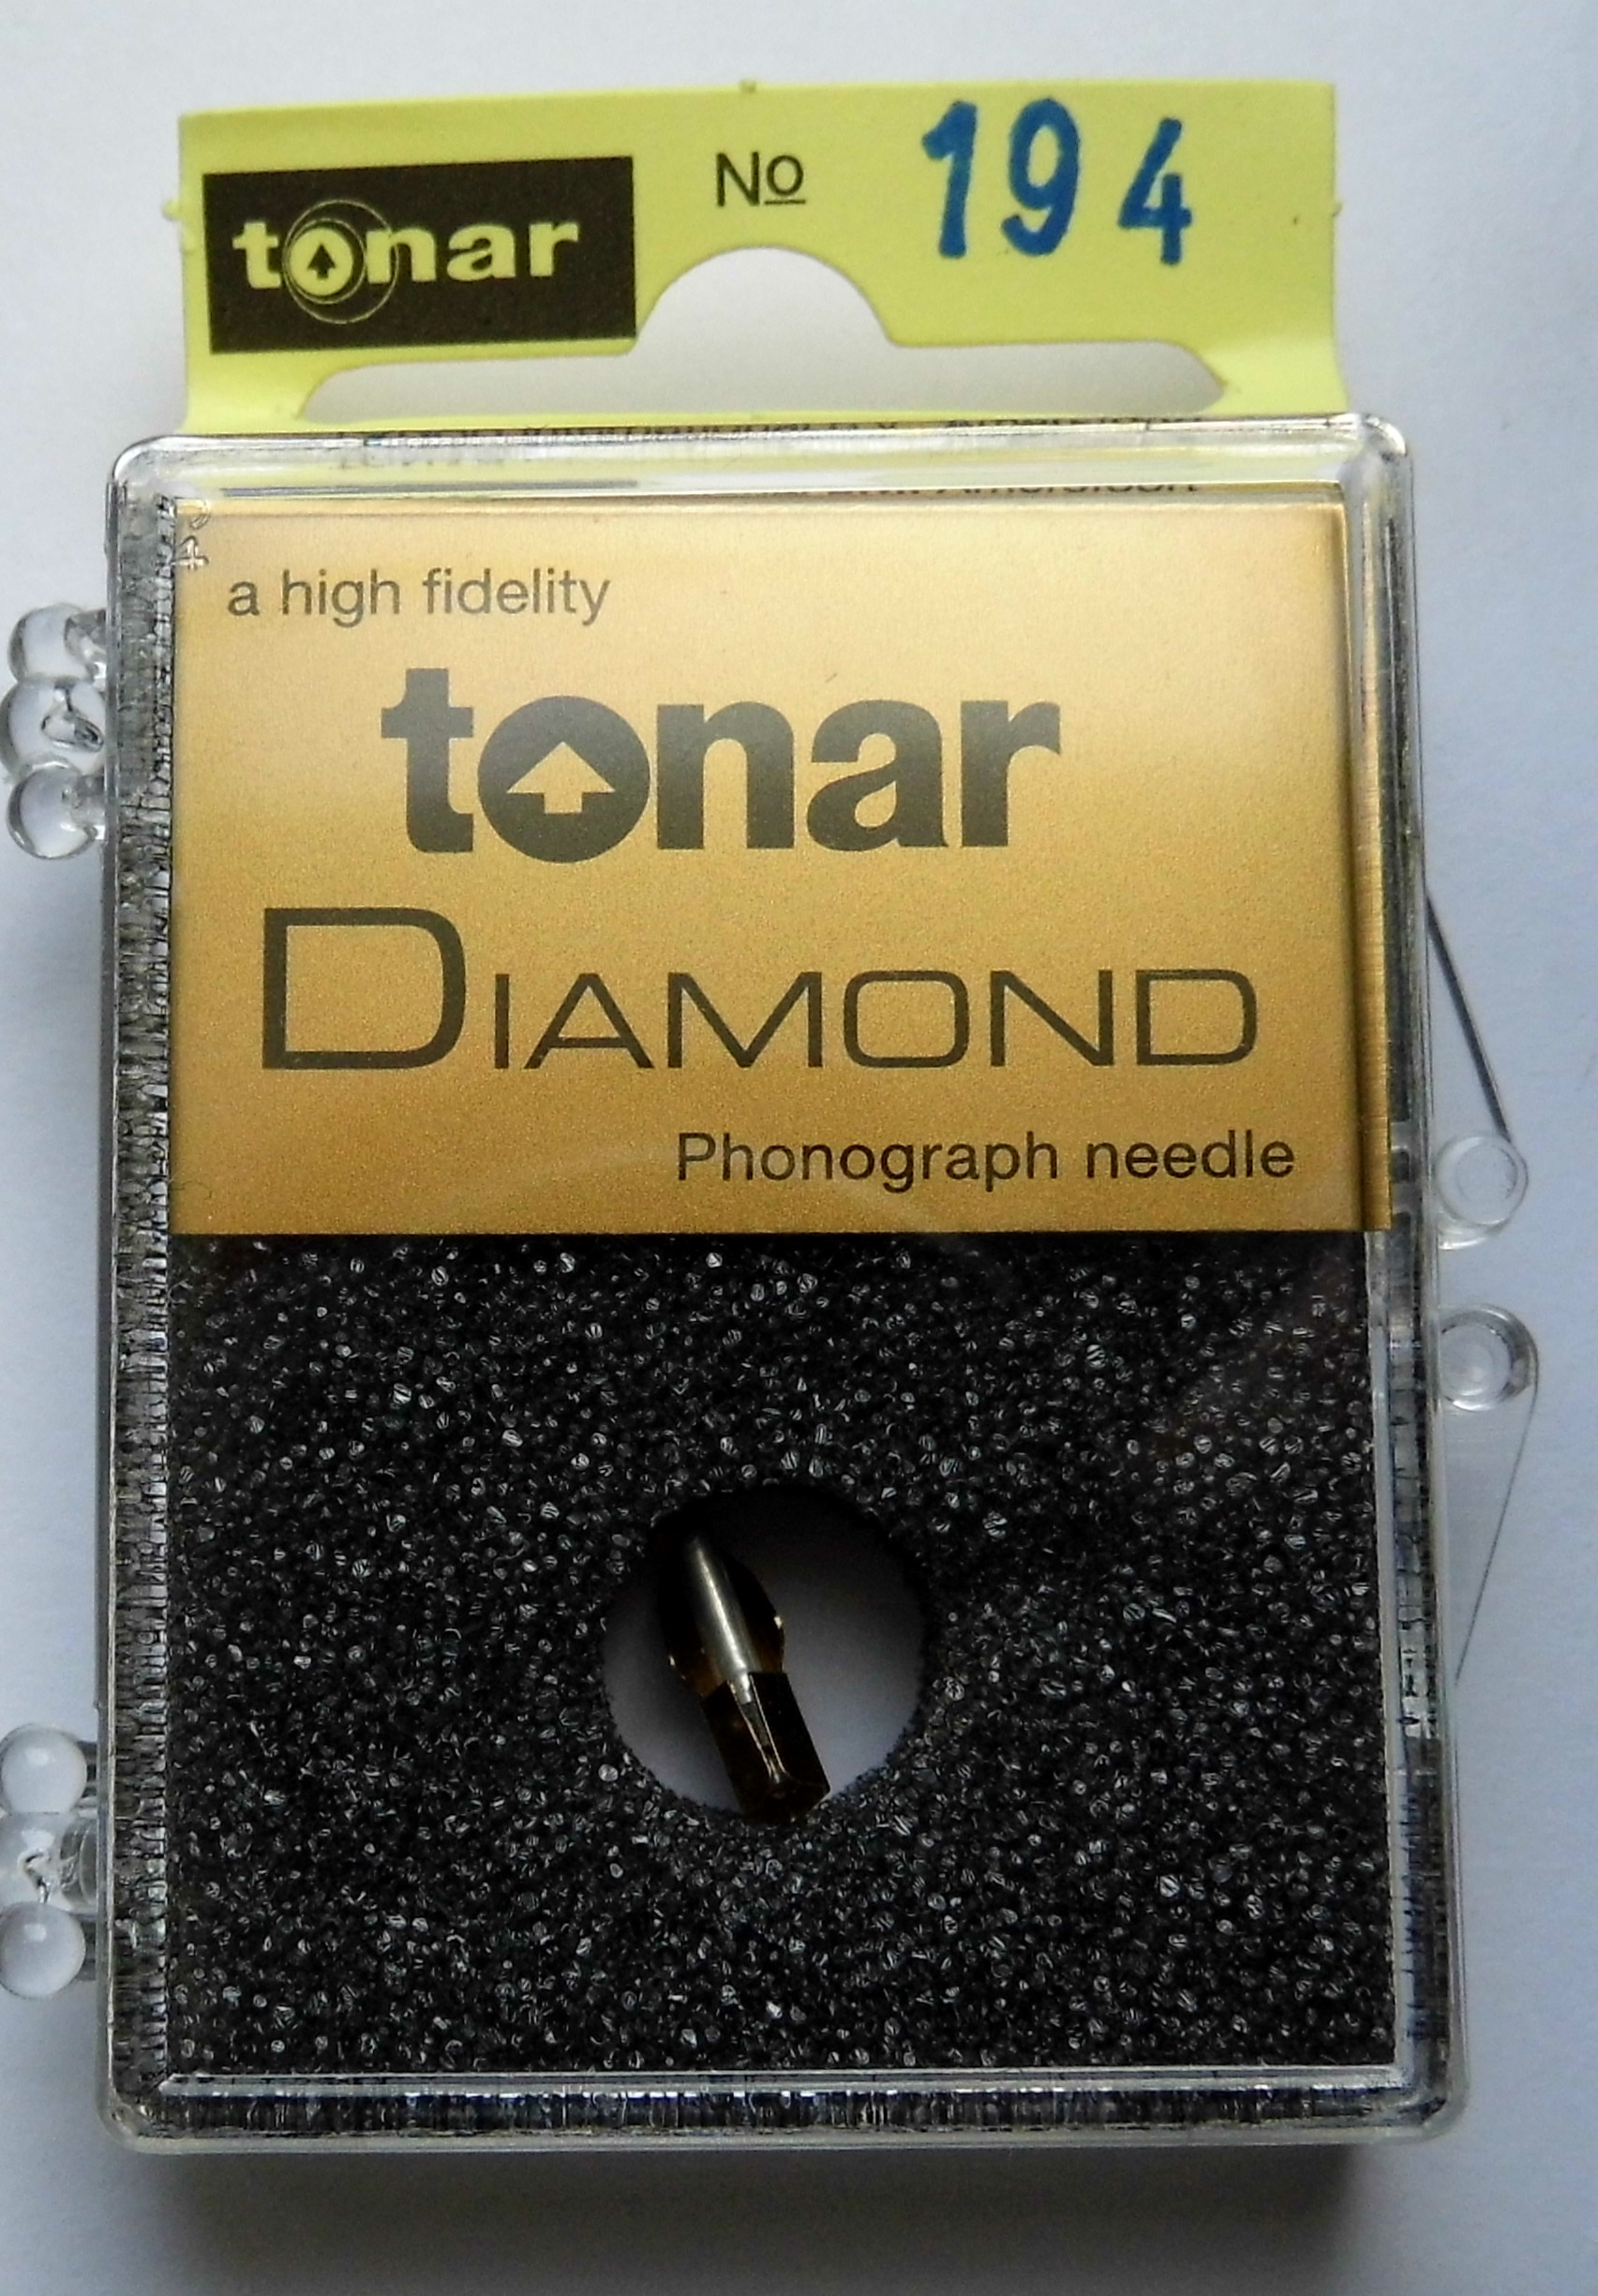 tonar
No 194
a high fidelity
tonar
DIAMOND
Phonograph needle